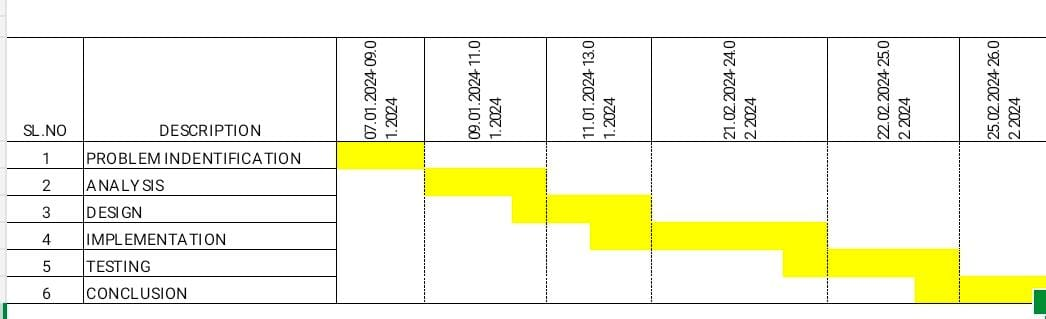 SL.NO DESCRIPTION 07.01.2024-09.0 1.2024 09.01.2024-11.0 1.2024 11.01.2024-13.0 1.2024 21.02.2024-24.0 2.2024 22.02.2024-25.0 2.2024 25.02.2024-26.0 2.2024
1 PROBLEM INDENTIFICATION
2 ANALYSIS
3 DESIGN
4 IMPLEMENTATION
5 TESTING
6 CONCLUSION